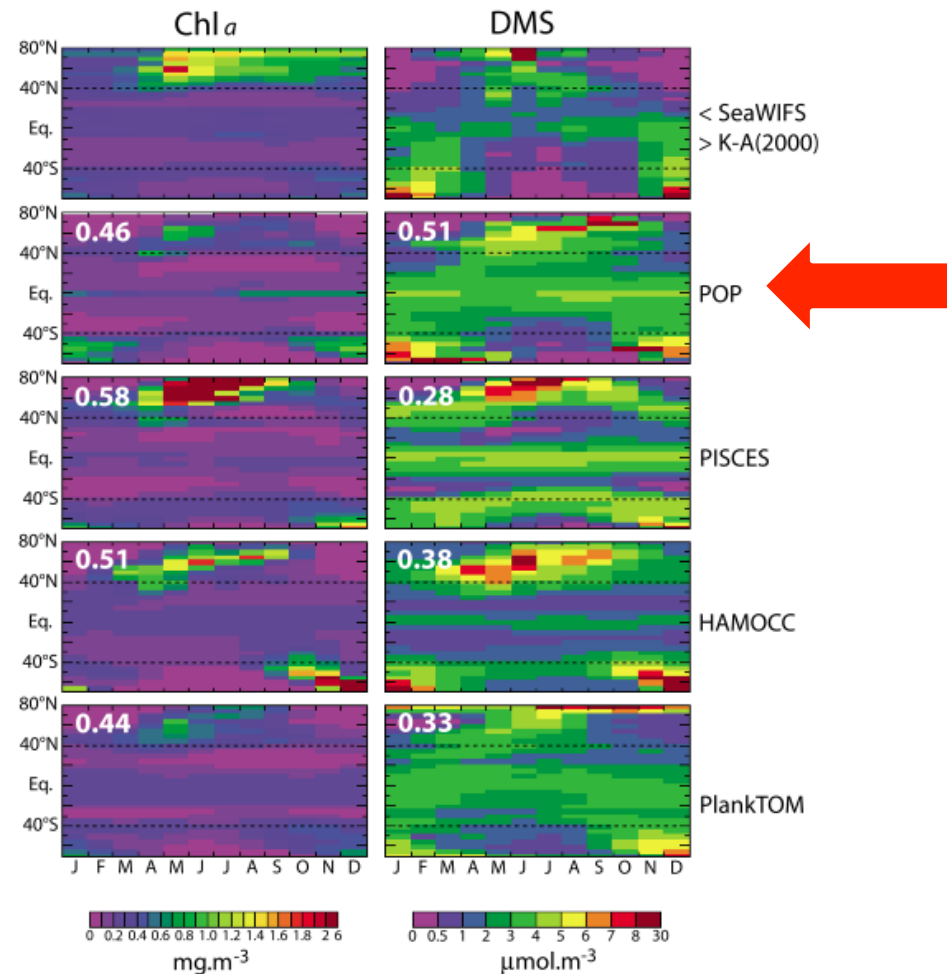 Chl a DMS
80°N
40°N
Eq.
40°S
< SeaWIFS
> K-A(2000)
80°N
40°N
Eq.
40°S
0.46 0.51
POP
80°N
40°N
Eq.
40°S
0.58 0.28
PISCES
80°N
40°N
Eq.
40°S
0.51 0.38
HAMOCC
80°N
40°N
Eq.
40°S
0.44 0.33
PlankTOM
J F M A M J J A S O N D J F M A M J J A S O N D
0 0.2 0.4 0.6 0.8 1.0 1.2 1.4 1.6 1.8 2 6 0 0.5 1 2 3 4 5 6 7 8 30
mg.m-3 μmol.m-3